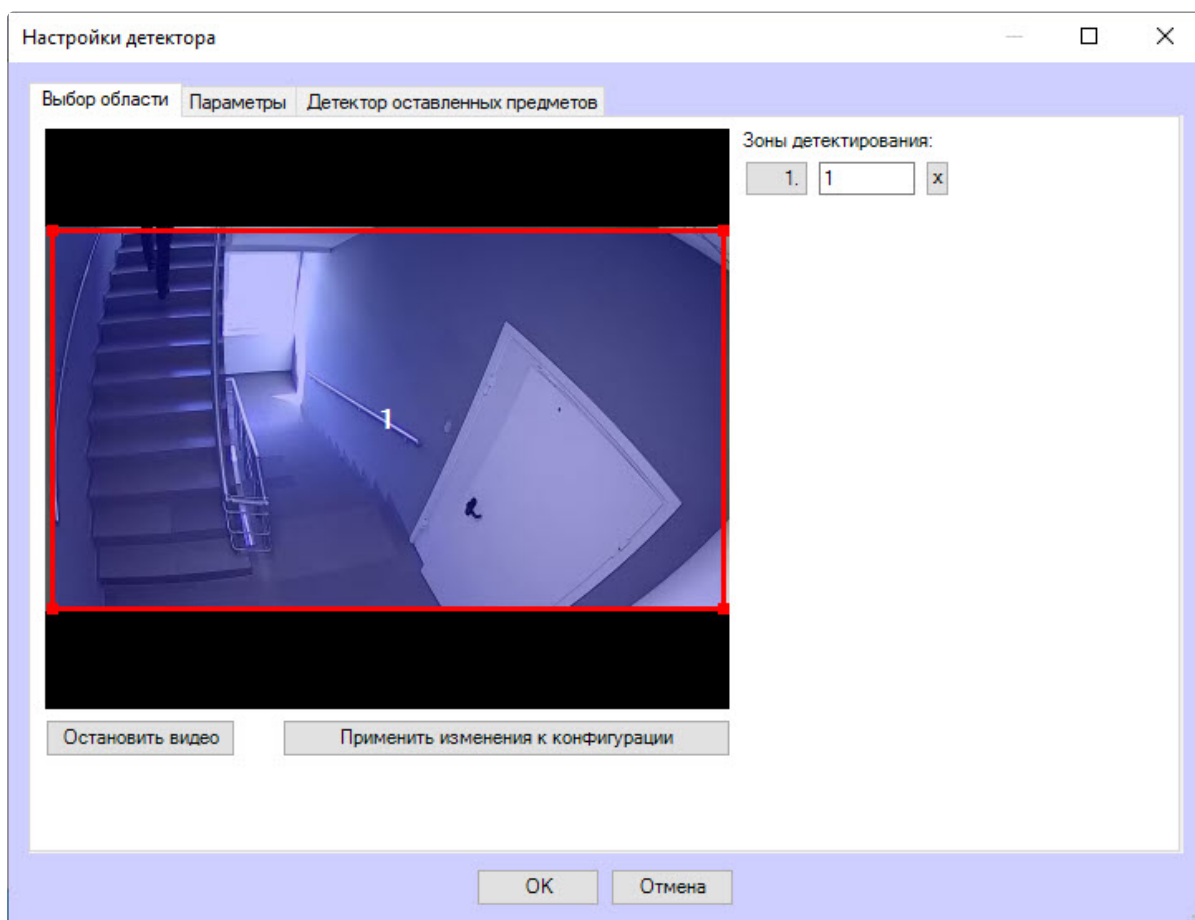 Настройки детектора
Выбор области Параметры Детектор оставленных предметов
Зоны детектирования:
1. 1 x
1
Остановить видео Применить изменения к конфигурации
OK Отмена